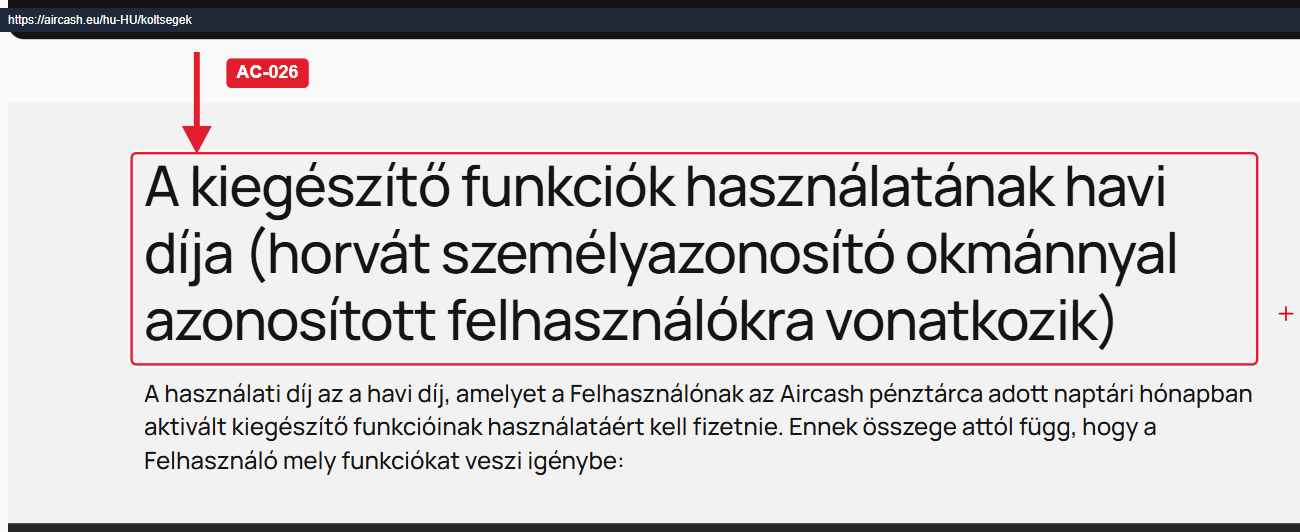 https://aircash.eu/hu-HU/koltsegek
AC-026
A kiegészítő funkciók használatának havi
díja (horvát személyazonosító okmánnyal
azonosított felhasználókra vonatkozik)
A használati díj az a havi díj, amelyet a Felhasználónak az Aircash pénztárca adott naptári hónapban
aktivált kiegészítő funkcióinak használatáért kell fizetnie. Ennek összege attól függ, hogy a
Felhasználó mely funkciókat veszi igénybe: